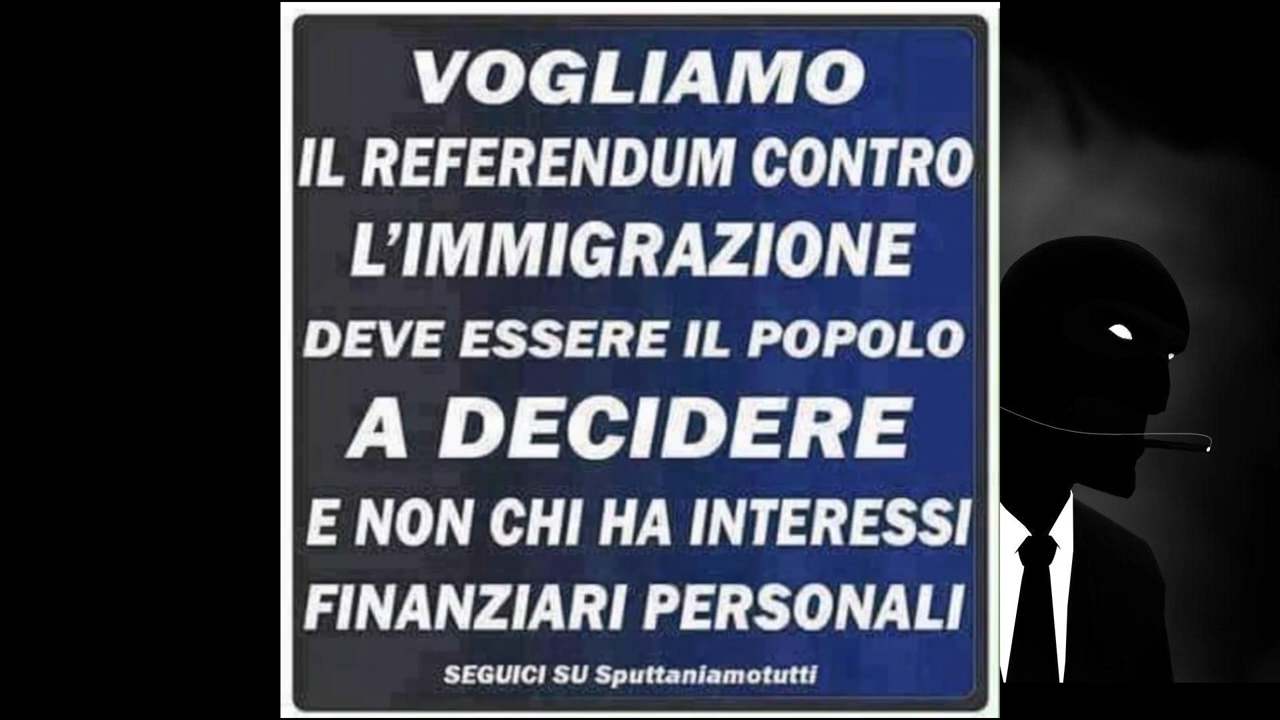 VOGLIAMO
IL REFERENDUM CONTRO
L'IMMIGRAZIONE
DEVE ESSERE IL POPOLO
A DECIDERE
E NON CHI HA INTERESSI
FINANZIARI PERSONALI
SEGUICI SU Sputtaniamotutti